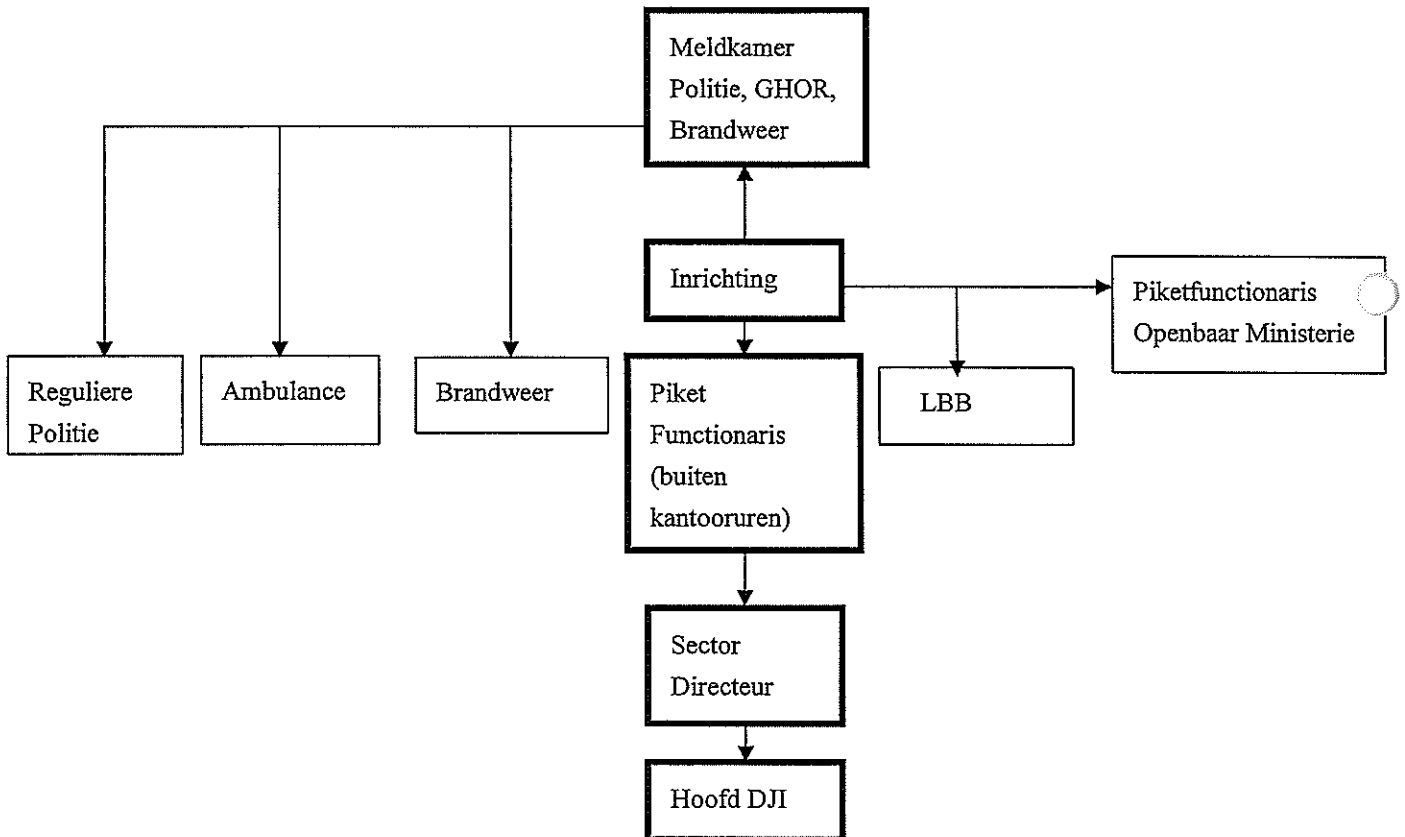 Meldkamer
Politie, GHOR,
Brandweer
Inrichting
Piketfunctionaris
Openbaar Ministerie
Reguliere
Politie
Ambulance
Brandweer
Piket
Functionaris
(buiten
kantooruren)
LBB
Sector
Directeur
Hoofd DJI